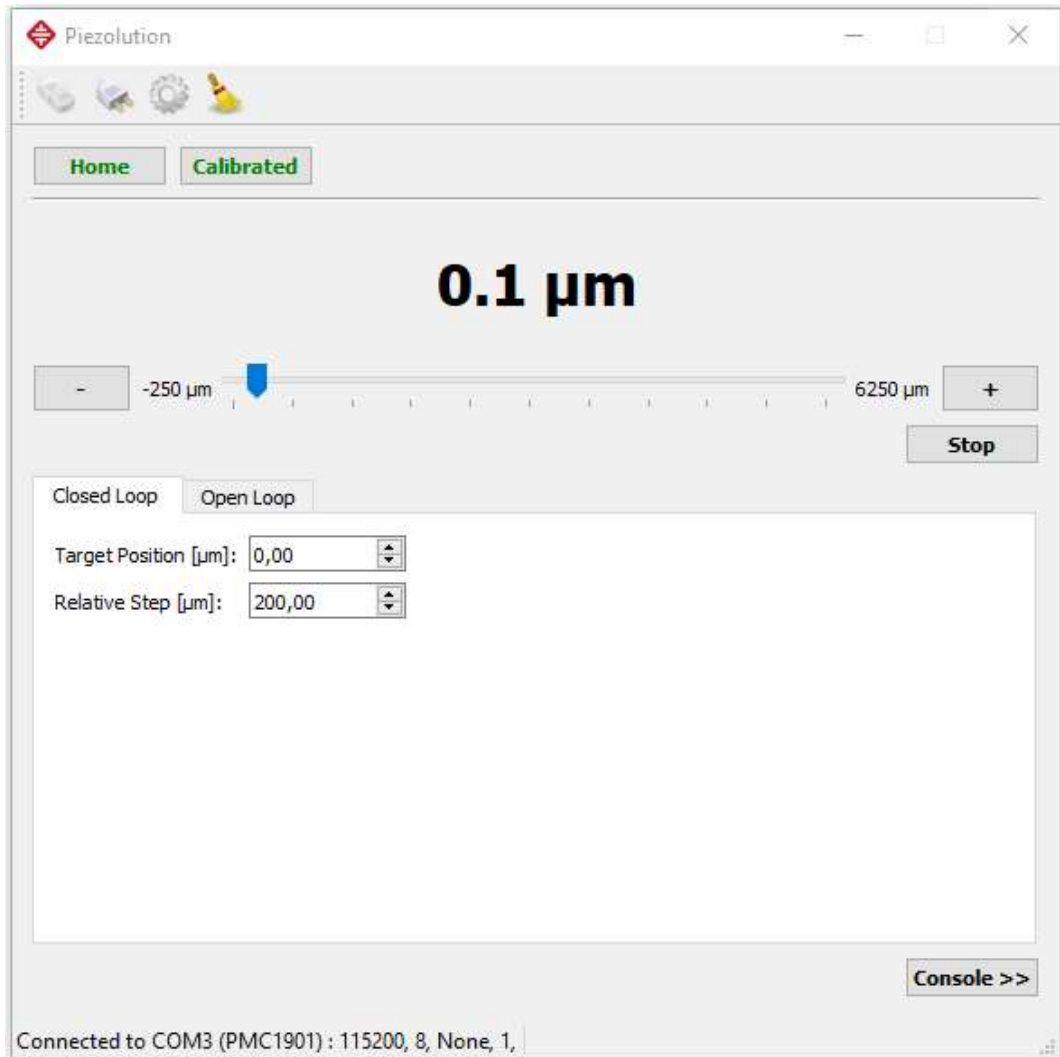 Piezolution
Home Calibrated
0.1 µm
- -250 µm 6250 µm +
Stop
Closed Loop Open Loop
Target Position [µm]: 0,00
Relative Step [µm]: 200,00
Console >>
Connected to COM3 (PMC1901) : 115200, 8, None, 1,